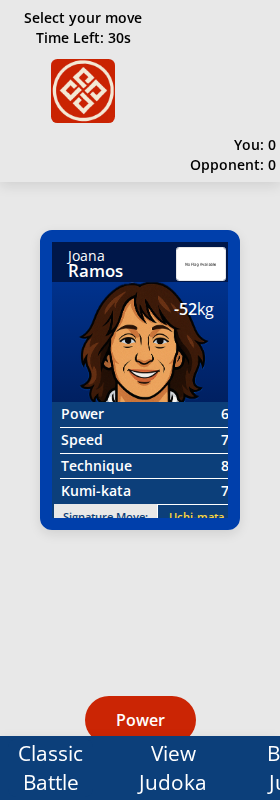 Select your move
Time Left: 30s
You: 0
Opponent: 0
Joana
Ramos
No Flag Available
-52kg
Power 6
Speed 7
Technique 8
Kumi-kata 7
Signature Move: Uchi-mata
Power
Classic Battle
View Judoka